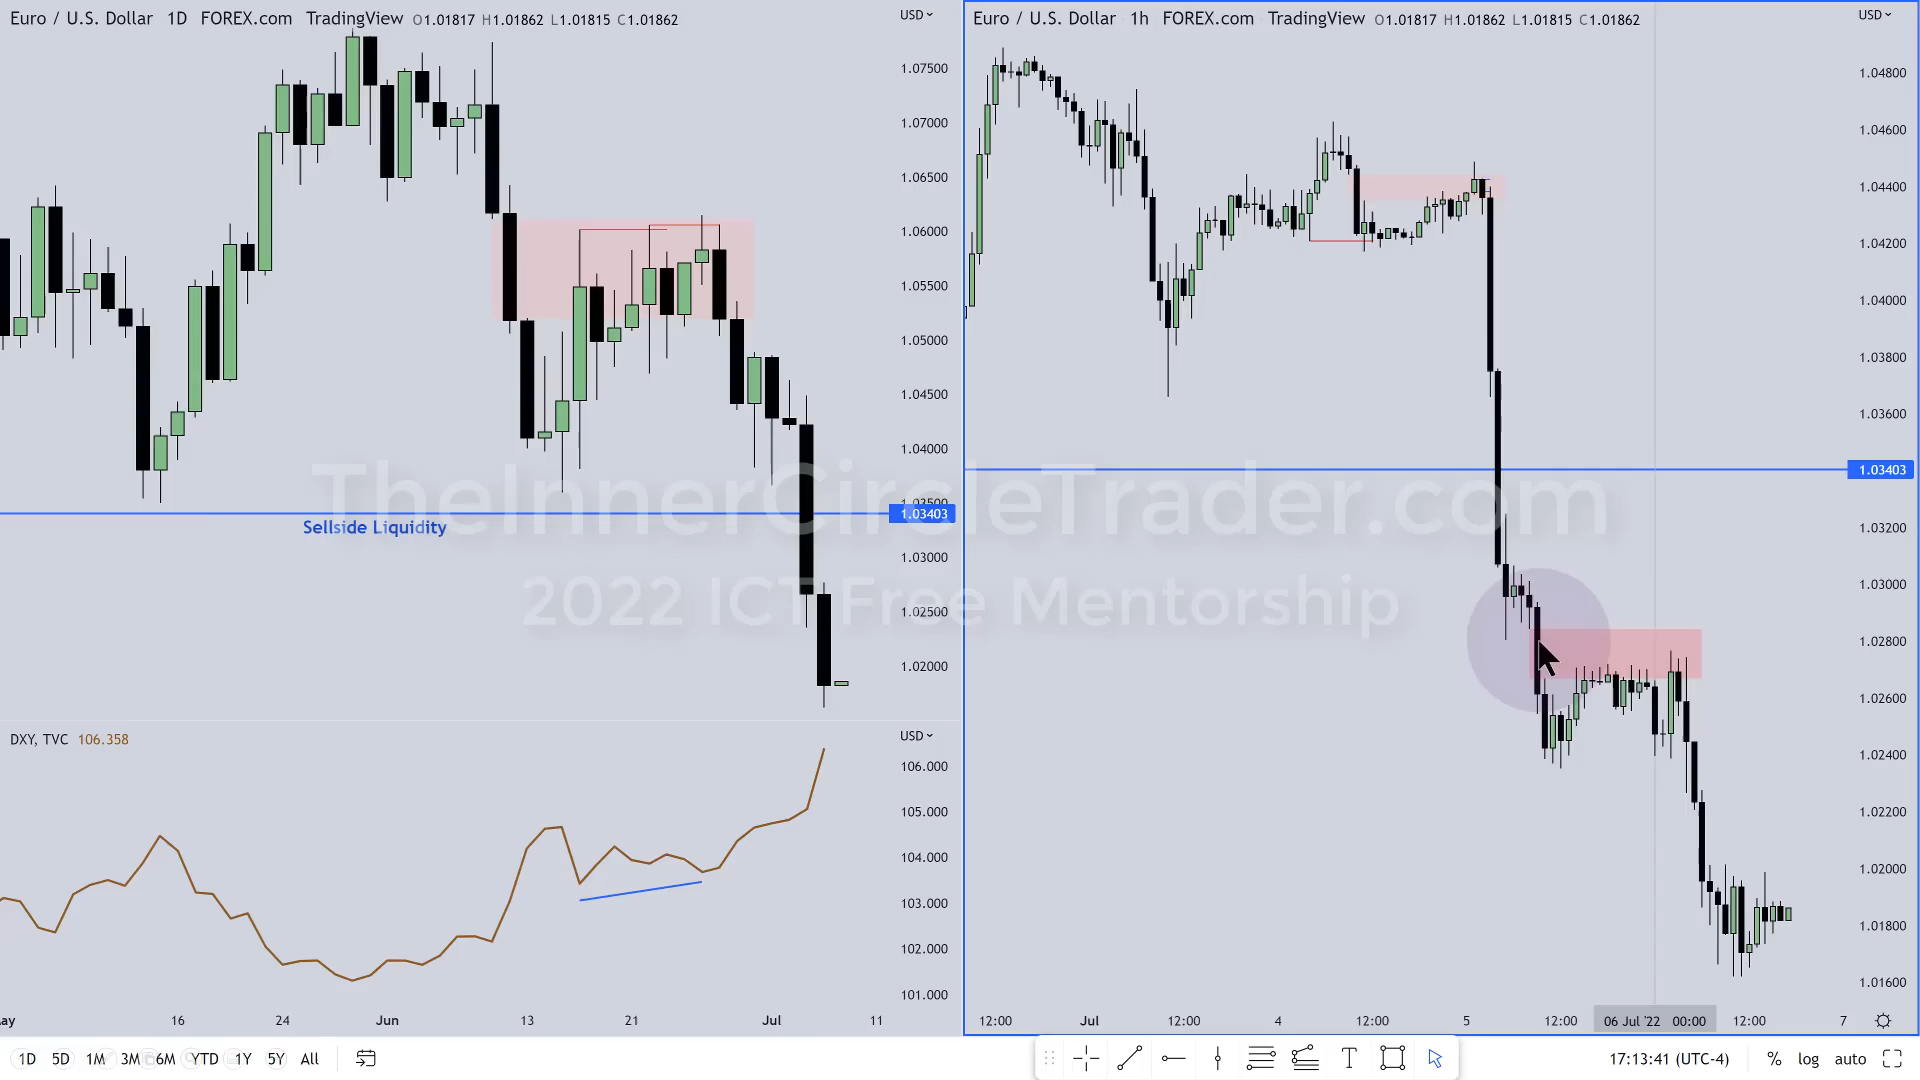 Euro / U.S. Dollar 1D FOREX.com TradingView O1.01817 H1.01862 L1.01815 C1.01862
USD
1.07500
1.07000
1.06500
1.06000
1.05500
1.05000
1.04500
1.04000
1.03500
1.03403
1.03000
1.02500
1.02000
Sellside Liquidity
DXY, TVC 106.358
USD
106.000
105.000
104.000
103.000
102.000
101.000
16 24 Jun 13 21 Jul 11
Euro / U.S. Dollar 1h FOREX.com TradingView O1.01817 H1.01862 L1.01815 C1.01862
USD
1.04800
1.04600
1.04400
1.04200
1.04000
1.03800
1.03600
1.03403
1.03200
1.03000
1.02800
1.02600
1.02400
1.02200
1.02000
1.01800
1.01600
12:00 Jul 12:00 4 12:00 5 12:00 06 Jul '22 00:00 12:00 7
TheInnerCircleTrader.com
2022 ICT Free Mentorship
1D 5D 1M 3M 6M YTD 1Y 5Y All
T
17:13:41 (UTC-4) % log auto